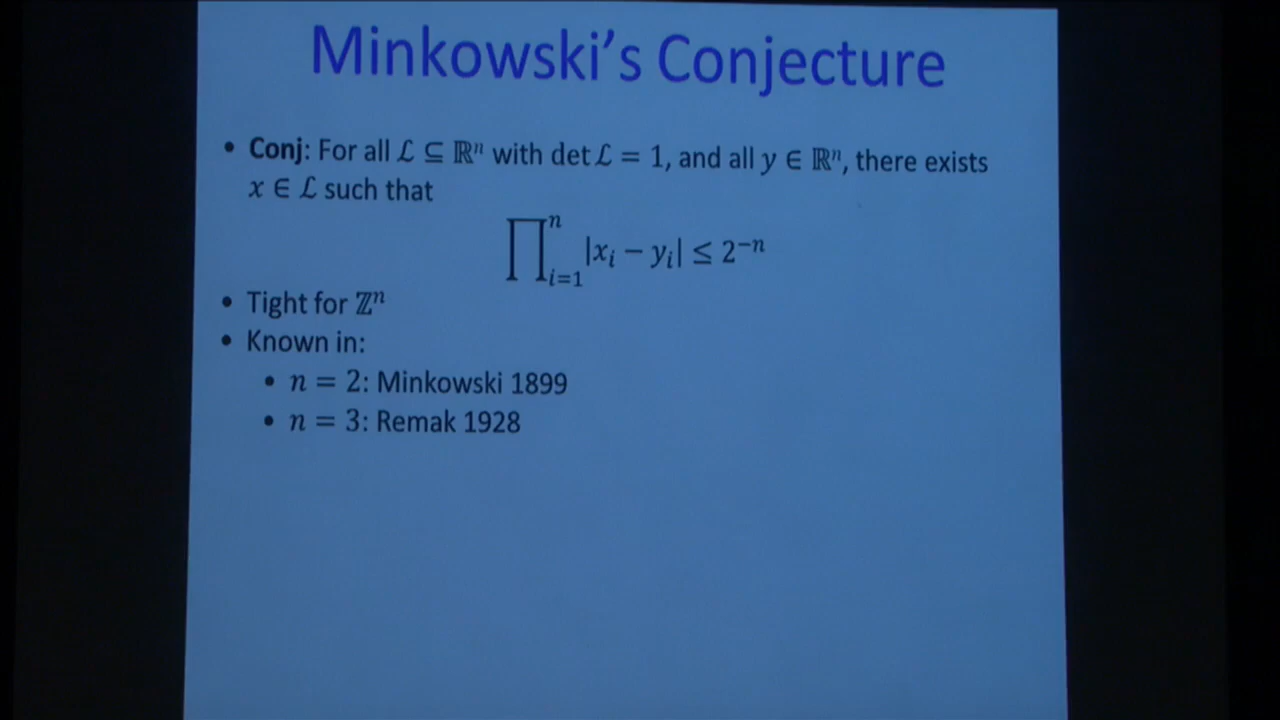 Minkowski's Conjecture
• Conj: For all ℒ ⊆ ℝⁿ with det ℒ = 1, and all y ∈ ℝⁿ, there exists
x ∈ ℒ such that
∏ⁿᵢ₌₁ |xᵢ − yᵢ| ≤ 2⁻ⁿ
• Tight for ℤⁿ
• Known in:
• n = 2: Minkowski 1899
• n = 3: Remak 1928